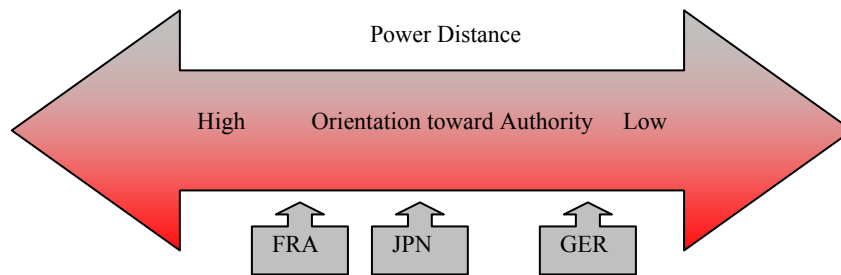 Power Distance
High Orientation toward Authority Low
FRA JPN GER